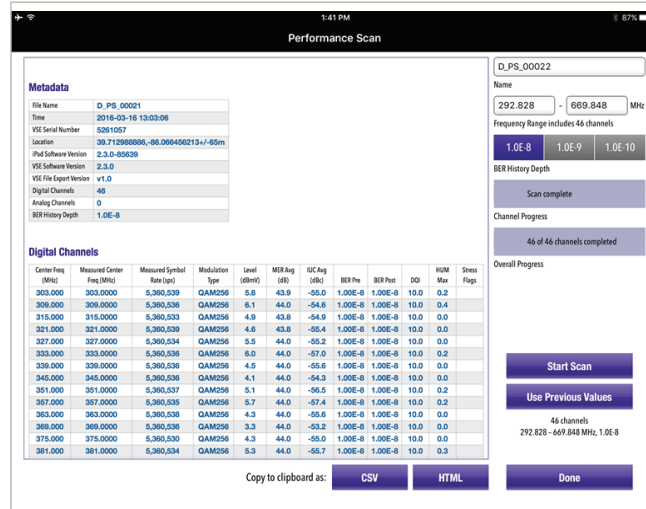 1:41 PM
87%
Performance Scan
Metadata
File Name D_PS_00021
Time 2016-03-16 13:03:06
VSE Serial Number 5261057
Location 39.712988886,-86.066456213+/-65m
iPad Software Version 2.3.0-85639
VSE Software Version 2.3.0
VSE File Export Version v1.0
Digital Channels 46
Analog Channels 0
BER History Depth 1.0E-8
Digital Channels
Center Freq (MHz) Measured Center Freq (MHz) Measured Symbol Rate (sps) Modulation Type Level (dBmV) MER Avg (dB) IUC Avg (dBc) BER Pre BER Post DQI HUM Max Stress Flags
303.000 303.0000 5,360,539 QAM256 5.8 43.9 -55.0 1.00E-8 1.00E-8 10.0 0.2
309.000 309.0000 5,360,536 QAM256 6.1 44.0 -54.6 1.00E-8 1.00E-8 10.0 0.4
315.000 315.0000 5,360,533 QAM256 4.9 43.8 -54.9 1.00E-8 1.00E-8 10.0 0.0
321.000 321.0000 5,360,539 QAM256 4.6 43.8 -55.4 1.00E-8 1.00E-8 10.0 0.0
327.000 327.0000 5,360,534 QAM256 5.5 44.0 -55.2 1.00E-8 1.00E-8 10.0 0.0
333.000 333.0000 5,360,536 QAM256 6.0 44.0 -57.0 1.00E-8 1.00E-8 10.0 0.2
339.000 339.0000 5,360,536 QAM256 4.5 44.0 -55.6 1.00E-8 1.00E-8 10.0 0.0
345.000 345.0000 5,360,536 QAM256 4.1 44.0 -54.3 1.00E-8 1.00E-8 10.0 0.0
351.000 351.0000 5,360,537 QAM256 5.1 44.0 -56.5 1.00E-8 1.00E-8 10.0 0.2
357.000 357.0000 5,360,535 QAM256 5.7 44.0 -57.4 1.00E-8 1.00E-8 10.0 0.2
363.000 363.0000 5,360,538 QAM256 4.3 44.0 -55.6 1.00E-8 1.00E-8 10.0 0.0
369.000 369.0000 5,360,536 QAM256 3.3 44.0 -53.2 1.00E-8 1.00E-8 10.0 0.0
375.000 375.0000 5,360,530 QAM256 4.3 44.0 -55.0 1.00E-8 1.00E-8 10.0 0.0
381.000 381.0000 5,360,534 QAM256 5.3 44.0 -55.7 1.00E-8 1.00E-8 10.0 0.3
D_PS_00022
Name
292.828 - 669.848 MHz
Frequency Range includes 46 channels
1.0E-8 1.0E-9 1.0E-10
BER History Depth
Scan complete
Channel Progress
46 of 46 channels completed
Overall Progress
Start Scan
Use Previous Values
46 channels
292.828 - 669.848 MHz, 1.0E-8
Copy to clipboard as: CSV HTML Done